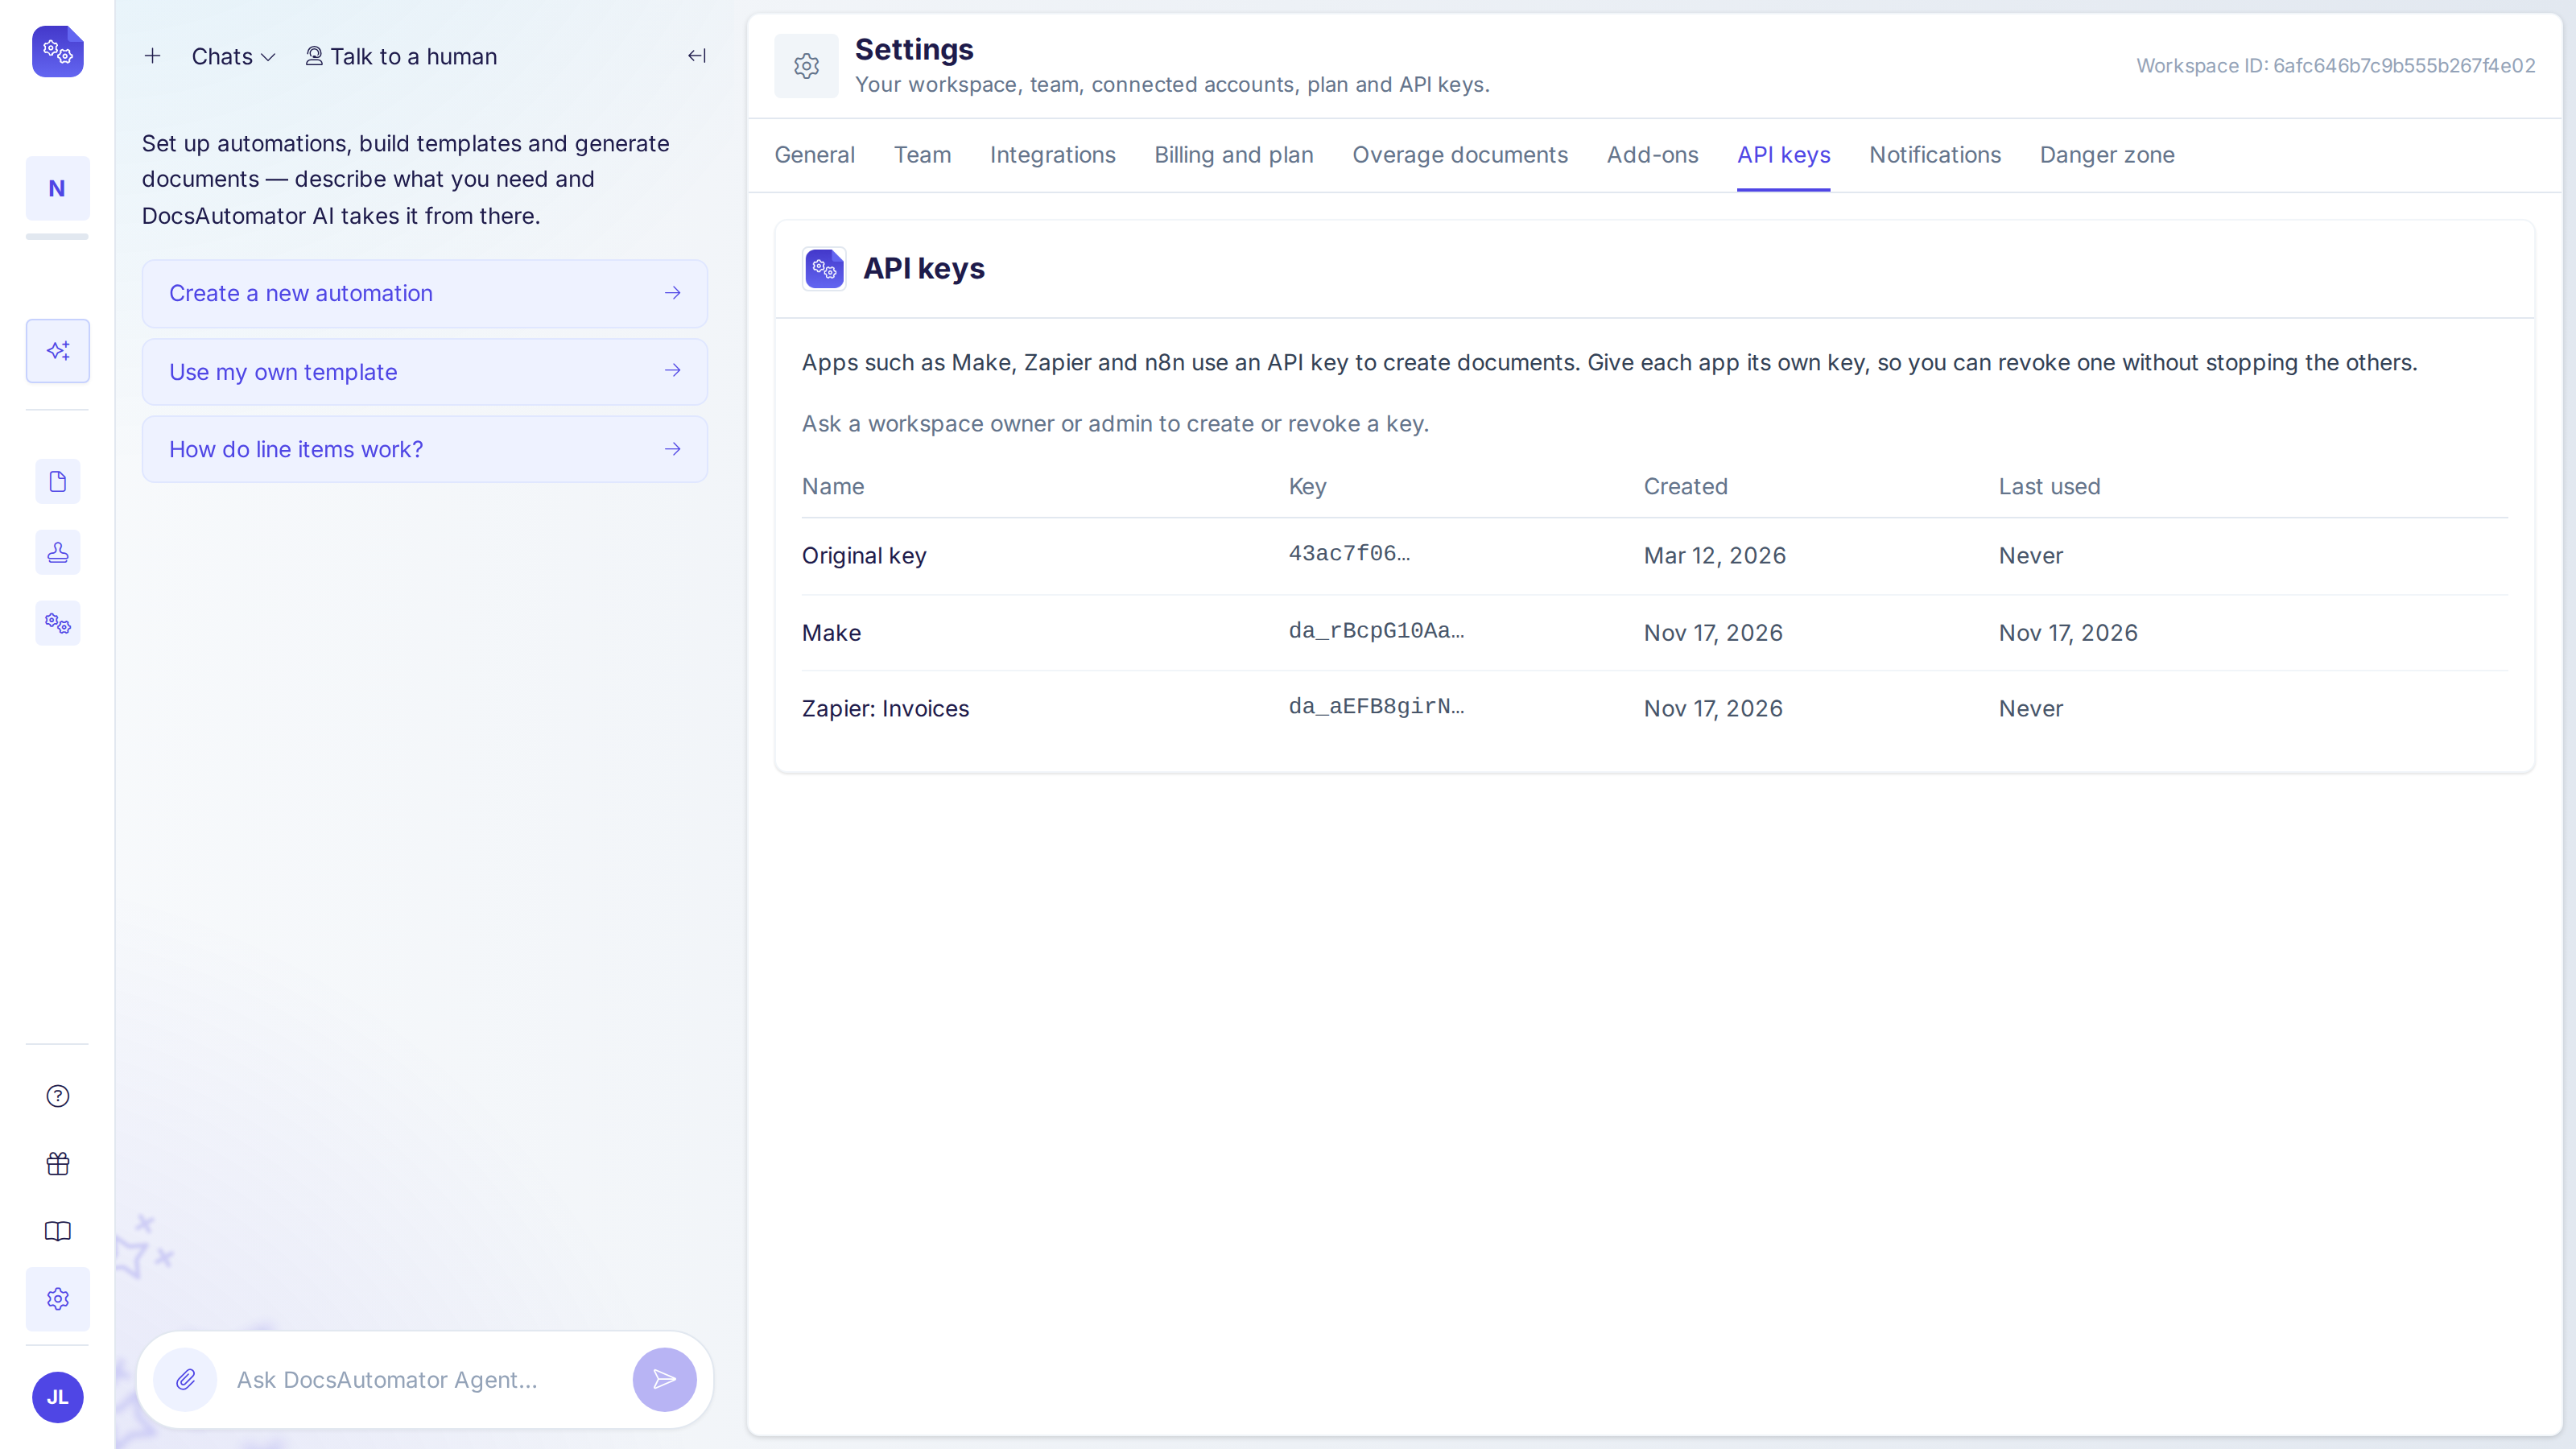 Chats
Talk to a human
N
Set up automations, build templates and generate
documents — describe what you need and
DocsAutomator AI takes it from there.
Create a new automation
Use my own template
How do line items work?
Ask DocsAutomator Agent...
JL
Settings
Your workspace, team, connected accounts, plan and API keys.
Workspace ID: 6afc646b7c9b555b267f4e02
General Team Integrations Billing and plan Overage documents Add-ons API keys Notifications Danger zone
API keys
Apps such as Make, Zapier and n8n use an API key to create documents. Give each app its own key, so you can revoke one without stopping the others.
Ask a workspace owner or admin to create or revoke a key.
Name Key Created Last used
Original key 43ac7f06… Mar 12, 2026 Never
Make da_rBcpG10Aa… Nov 17, 2026 Nov 17, 2026
Zapier: Invoices da_aEFB8girN… Nov 17, 2026 Never